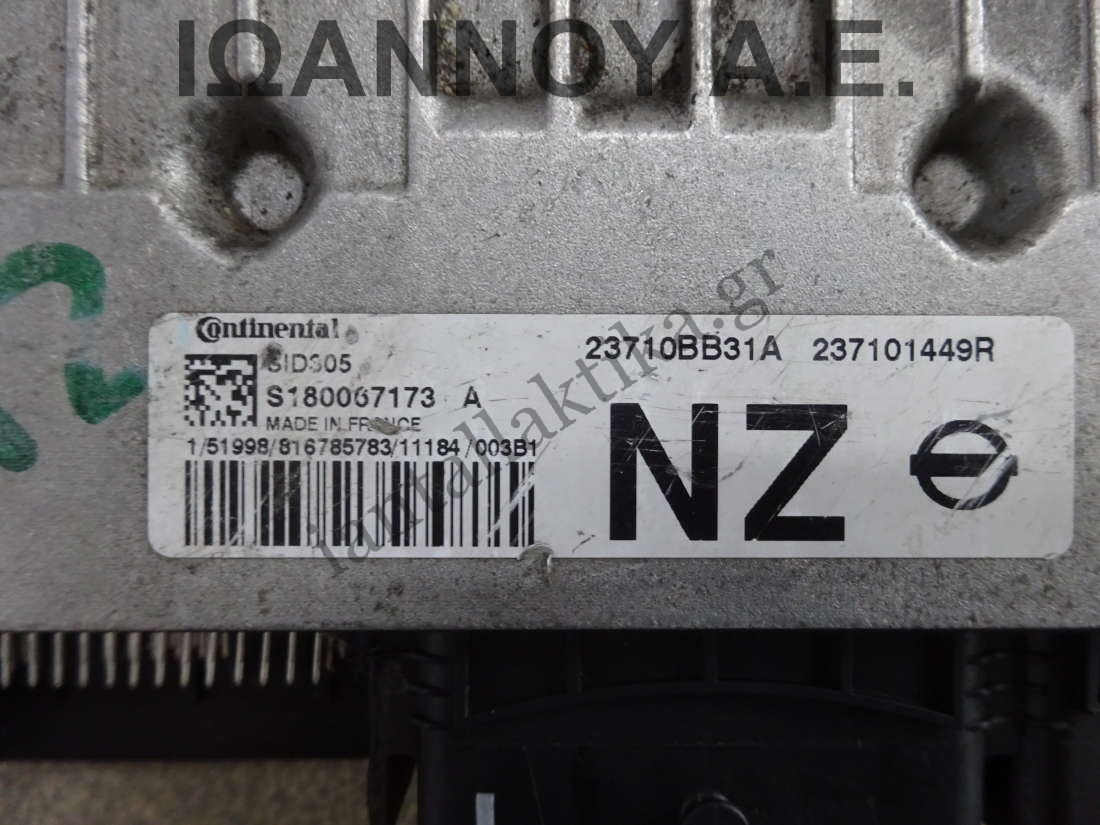 ΙΩΑΝΝΟΥ Α.Ε.
Continental
SID305
S180067173 A
MADE IN FRANCE
1/51998/816785783/11184/003B1
23710BB31A 237101449R
NZ
iantallaktika.gr